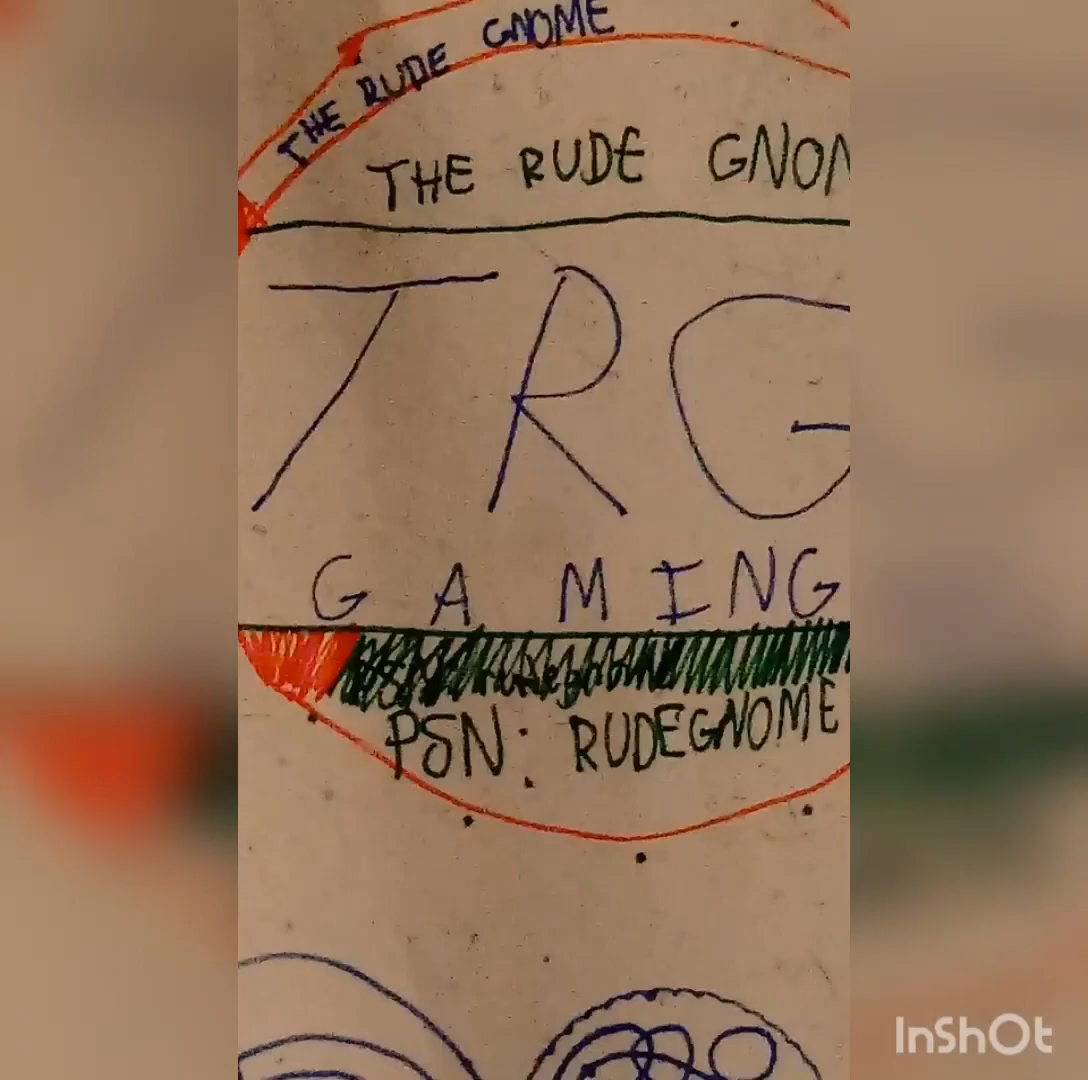 THE RUDE GNOME
THE RUDE GNOM
TRG
GAMING
PSN: RUDEGNOME
InShOt